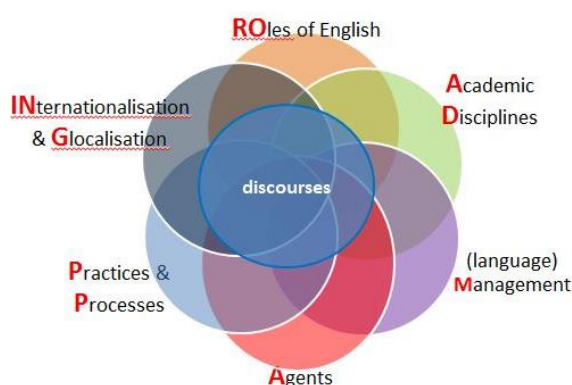 ROles of English
Academic
Disciplines
INternationalisation
& Glocalisation
discourses
(language)
Management
Practices &
Processes
Agents